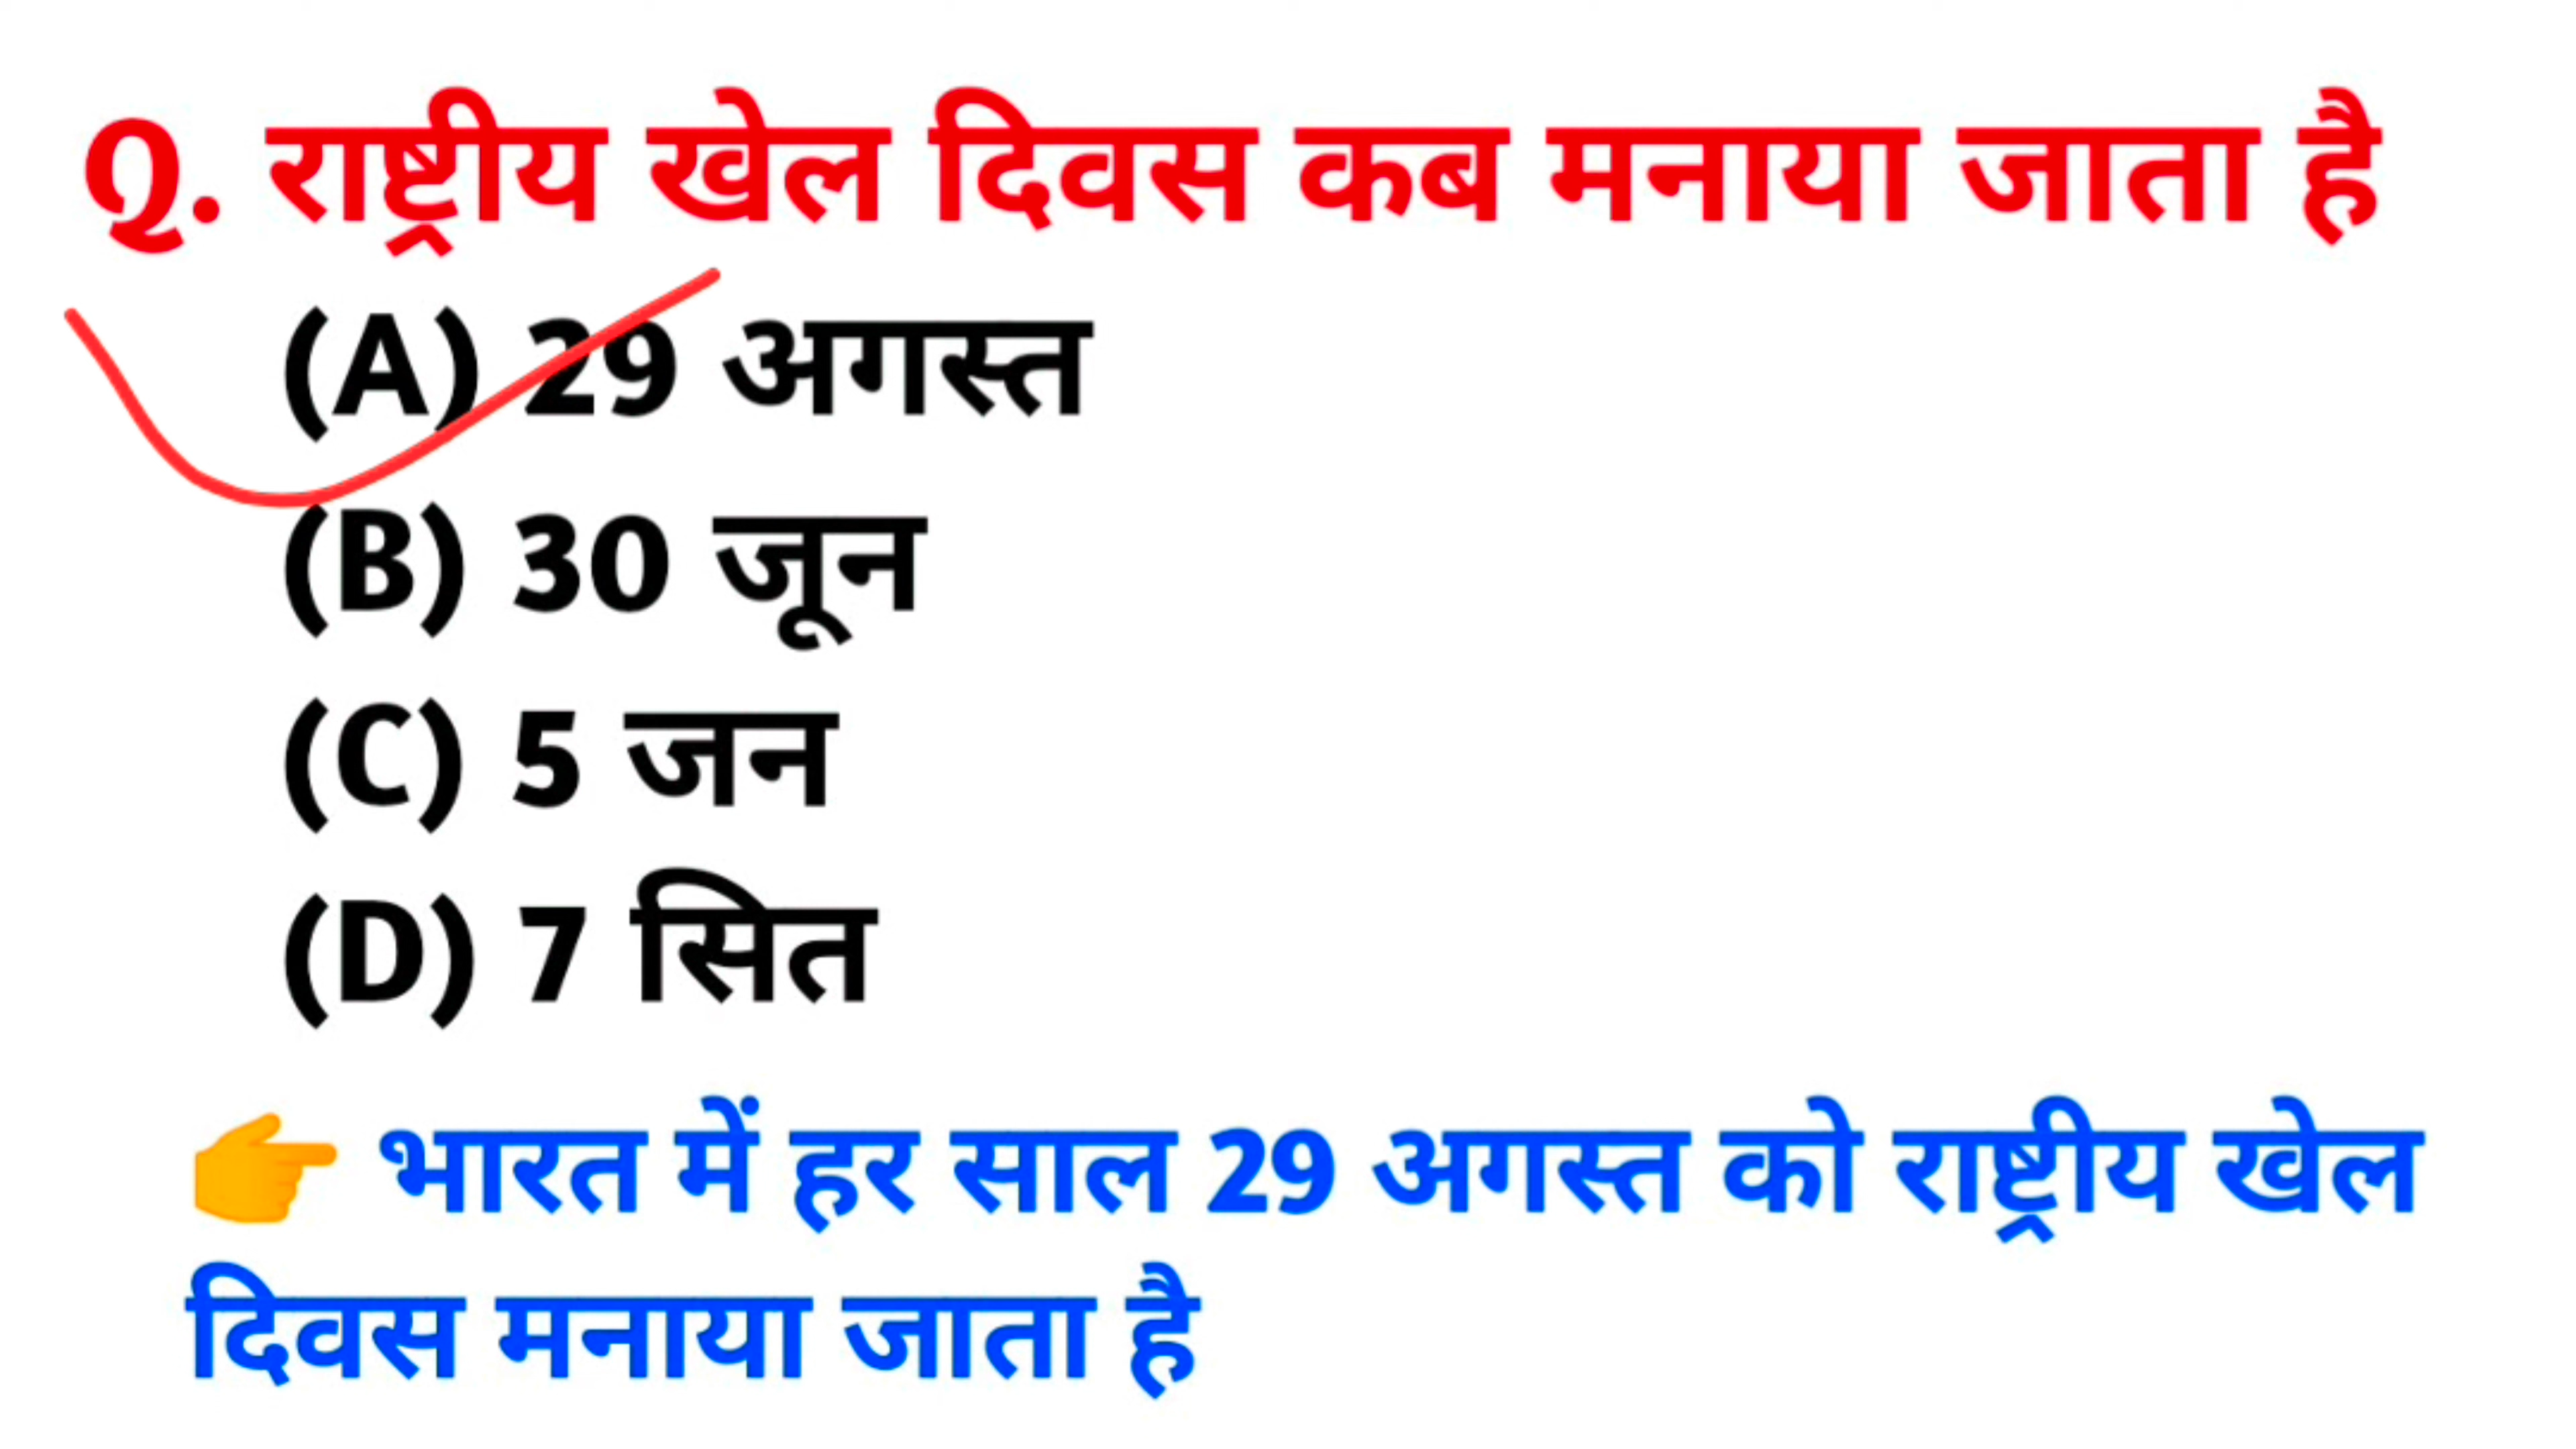 Q. राष्ट्रीय खेल दिवस कब मनाया जाता है
(A) 29 अगस्त
(B) 30 जून
(C) 5 जन
(D) 7 सित
👉 भारत में हर साल 29 अगस्त को राष्ट्रीय खेल
दिवस मनाया जाता है